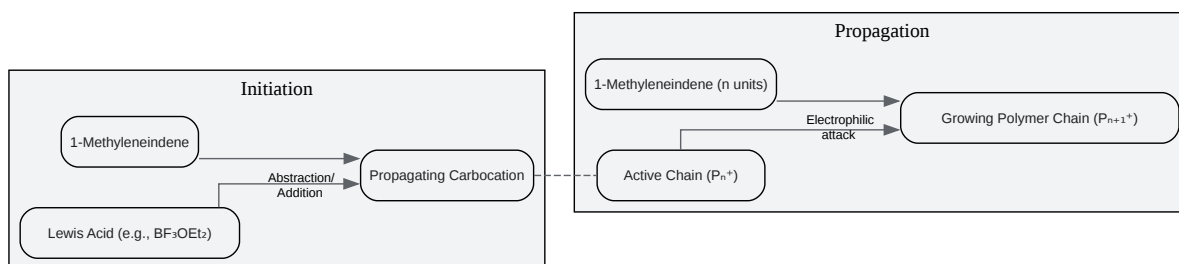 Initiation
1-Methyleneindene
Abstraction/
Addition
Propagating Carbocation
Lewis Acid (e.g., BF₃OEt₂)
Propagation
1-Methyleneindene (n units)
Electrophilic
attack
Growing Polymer Chain (Pₙ₊₁⁺)
Active Chain (Pₙ⁺)